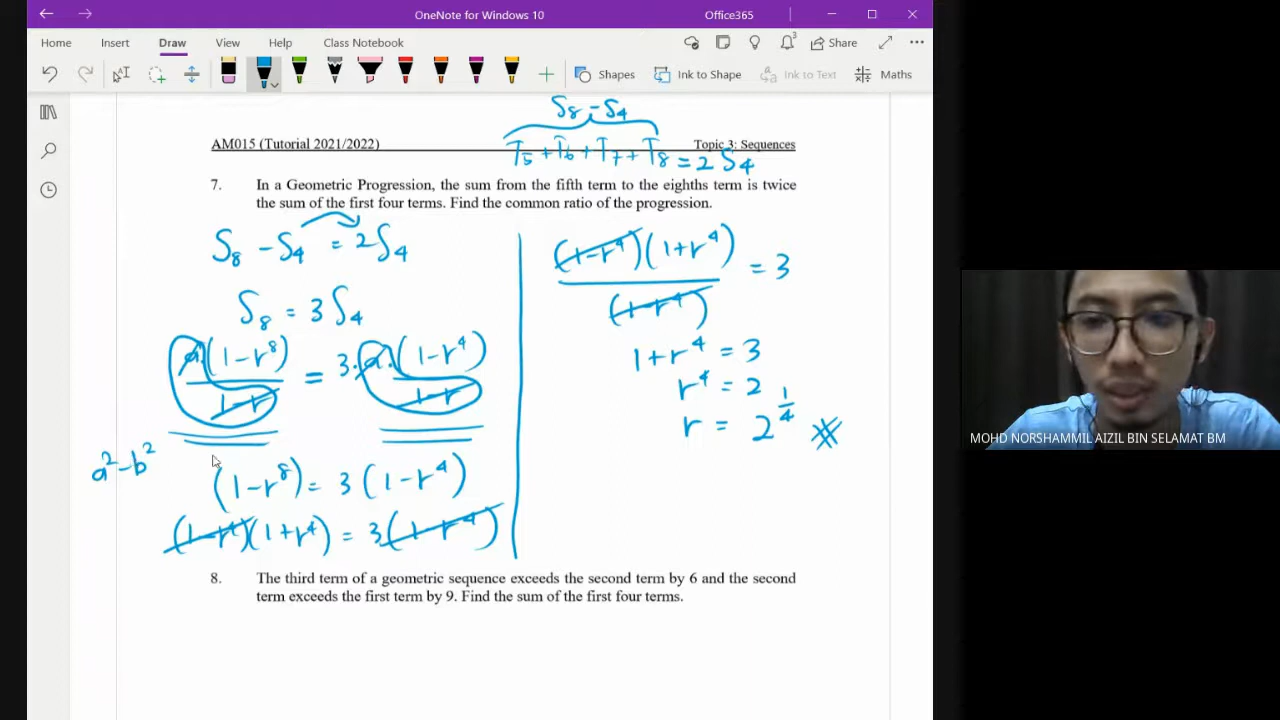 OneNote for Windows 10
Office365
Home Insert Draw View Help Class Notebook
3
Share
Shapes
Ink to Shape
Ink to Text
Maths
S8 - S4
AM015 (Tutorial 2021/2022)
Topic 3: Sequences
T5 + T6 + T7 + T8 = 2 S4
7. In a Geometric Progression, the sum from the fifth term to the eighths term is twice
the sum of the first four terms. Find the common ratio of the progression.
S8 - S4 = 2S4
S8 = 3 S4
a(1-r^8)/(1-r) = 3·a·(1-r^4)/(1-r)
a^2-b^2
(1-r^8) = 3(1-r^4)
(1-r^4)(1+r^4) = 3(1-r^4)
(1-r^4)(1+r^4)/(1-r^4) = 3
1+r^4 = 3
r^4 = 2
r = 2^1/4
8. The third term of a geometric sequence exceeds the second term by 6 and the second
term exceeds the first term by 9. Find the sum of the first four terms.
MOHD NORSHAMMIL AIZIL BIN SELAMAT BM